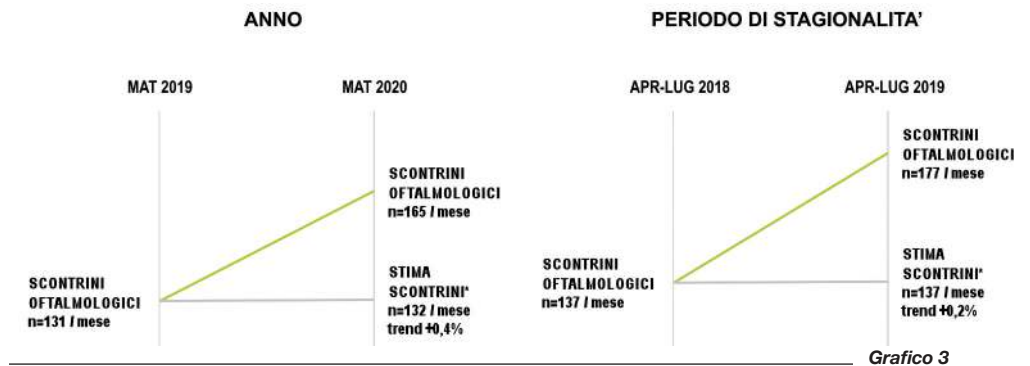 ANNO
MAT 2019
MAT 2020
SCONTRINI
OFTALMOLOGICI
n=165 / mese
SCONTRINI
OFTALMOLOGICI
n=131 / mese
STIMA
SCONTRINI*
n=132 / mese
trend +0,4%
PERIODO DI STAGIONALITA'
APR-LUG 2018
APR-LUG 2019
SCONTRINI
OFTALMOLOGICI
n=177 / mese
SCONTRINI
OFTALMOLOGICI
n=137 / mese
STIMA
SCONTRINI*
n=137 / mese
trend +0,2%
Grafico 3